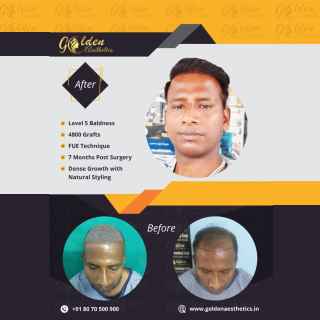 Golden
Aesthetics
After
Level 5 Baldness
4800 Grafts
FUE Technique
7 Months Post Surgery
Dense Growth with
Natural Styling
Before
+91 80 70 500 900
www.goldenaesthetics.in